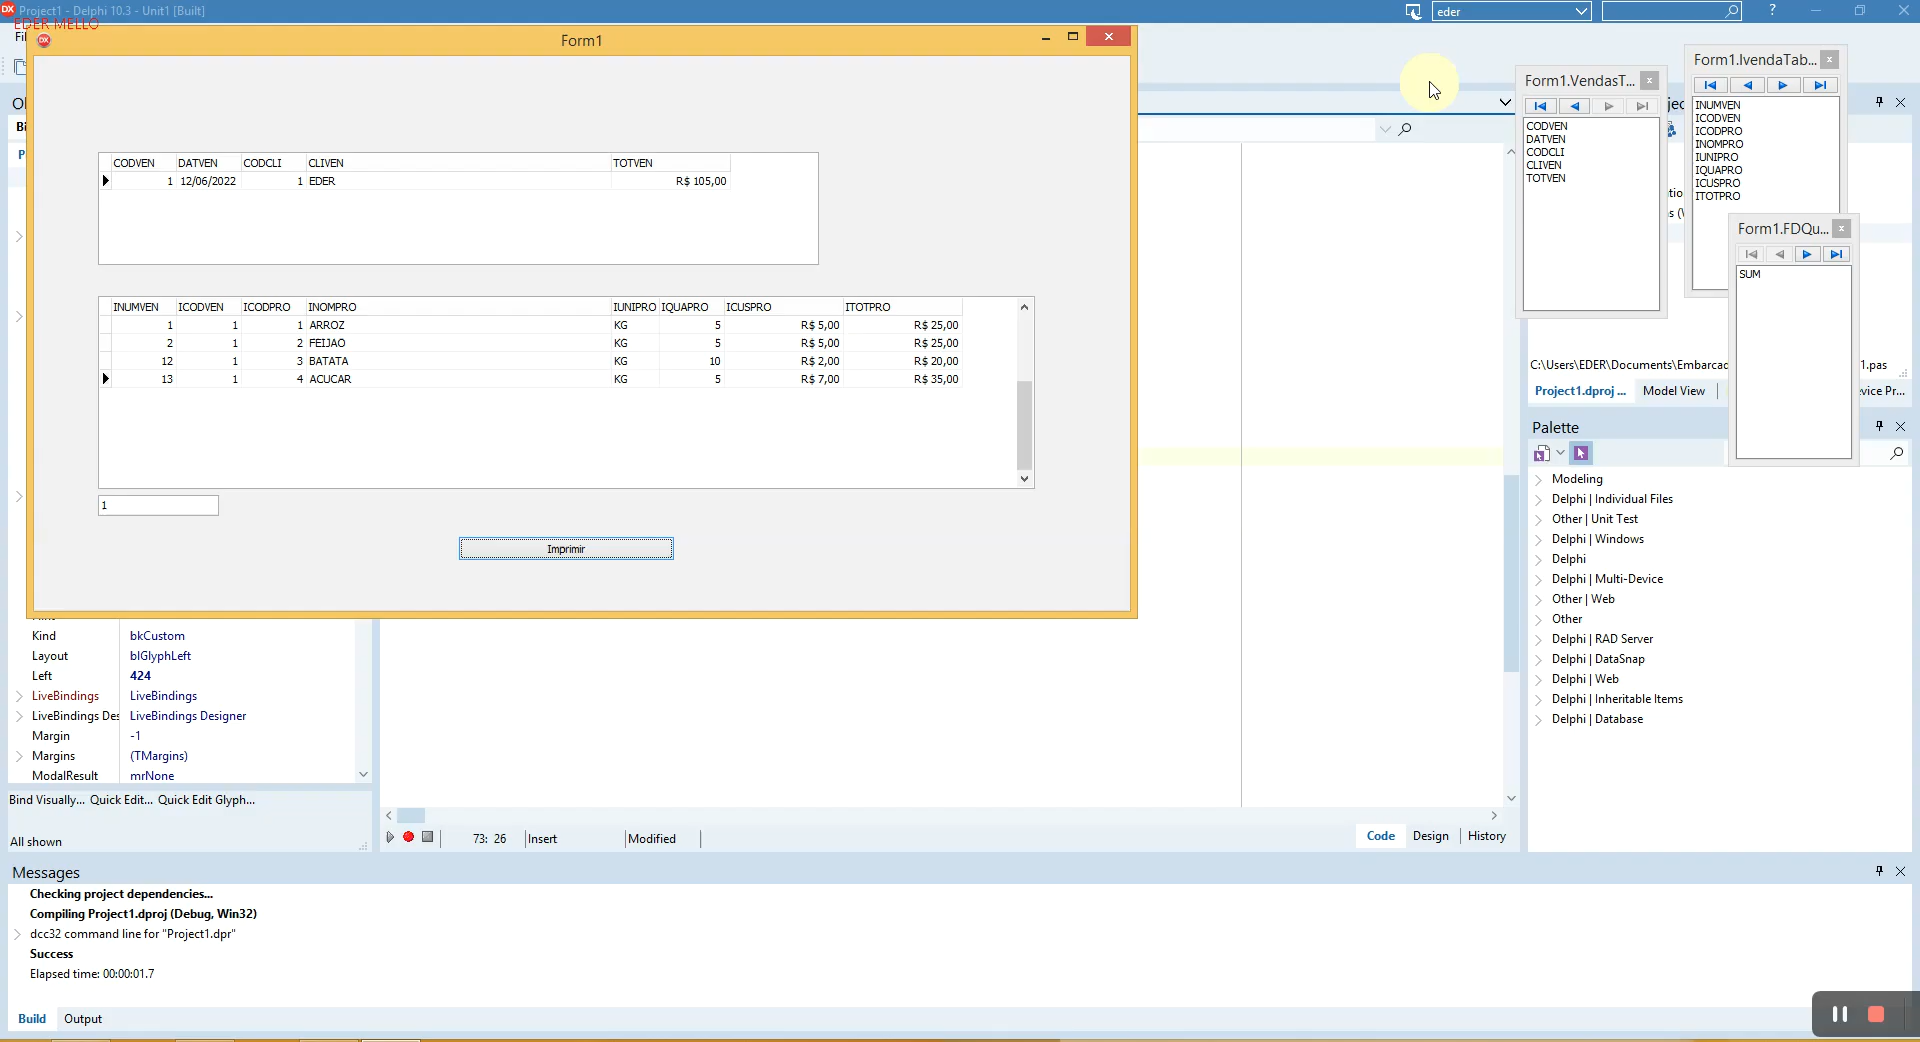 Project1 - Delphi 10.3 - Unit1 [Built]
eder
?
EDER MELLO
Form1
CODVEN DATVEN CODCLI CLIVEN TOTVEN
1 12/06/2022 1 EDER R$ 105,00
INUMVEN ICODVEN ICODPRO INOMPRO IUNIPRO IQUAPRO ICUSPRO ITOTPRO
1 1 1 ARROZ KG 5 R$ 5,00 R$ 25,00
2 1 2 FEIJAO KG 5 R$ 5,00 R$ 25,00
12 1 3 BATATA KG 10 R$ 2,00 R$ 20,00
13 1 4 ACUCAR KG 5 R$ 7,00 R$ 35,00
1
Imprimir
Form1.VendasT...
CODVEN
DATVEN
CODCLI
CLIVEN
TOTVEN
Form1.IvendaTab...
INUMVEN
ICODVEN
ICODPRO
INOMPRO
IUNIPRO
IQUAPRO
ICUSPRO
ITOTPRO
Form1.FDQu...
SUM
C:\Users\EDER\Documents\Embarcad
1.pas
Project1.dproj ... Model View
vice Pr...
Palette
Modeling
Delphi | Individual Files
Other | Unit Test
Delphi | Windows
Delphi
Delphi | Multi-Device
Other | Web
Other
Delphi | RAD Server
Delphi | DataSnap
Delphi | Web
Delphi | Inheritable Items
Delphi | Database
Kind bkCustom
Layout blGlyphLeft
Left 424
LiveBindings LiveBindings
LiveBindings Des LiveBindings Designer
Margin -1
Margins (TMargins)
ModalResult mrNone
Bind Visually... Quick Edit... Quick Edit Glyph...
All shown
73: 26 Insert Modified
Code Design History
Messages
Checking project dependencies...
Compiling Project1.dproj (Debug, Win32)
dcc32 command line for "Project1.dpr"
Success
Elapsed time: 00:00:01.7
Build Output